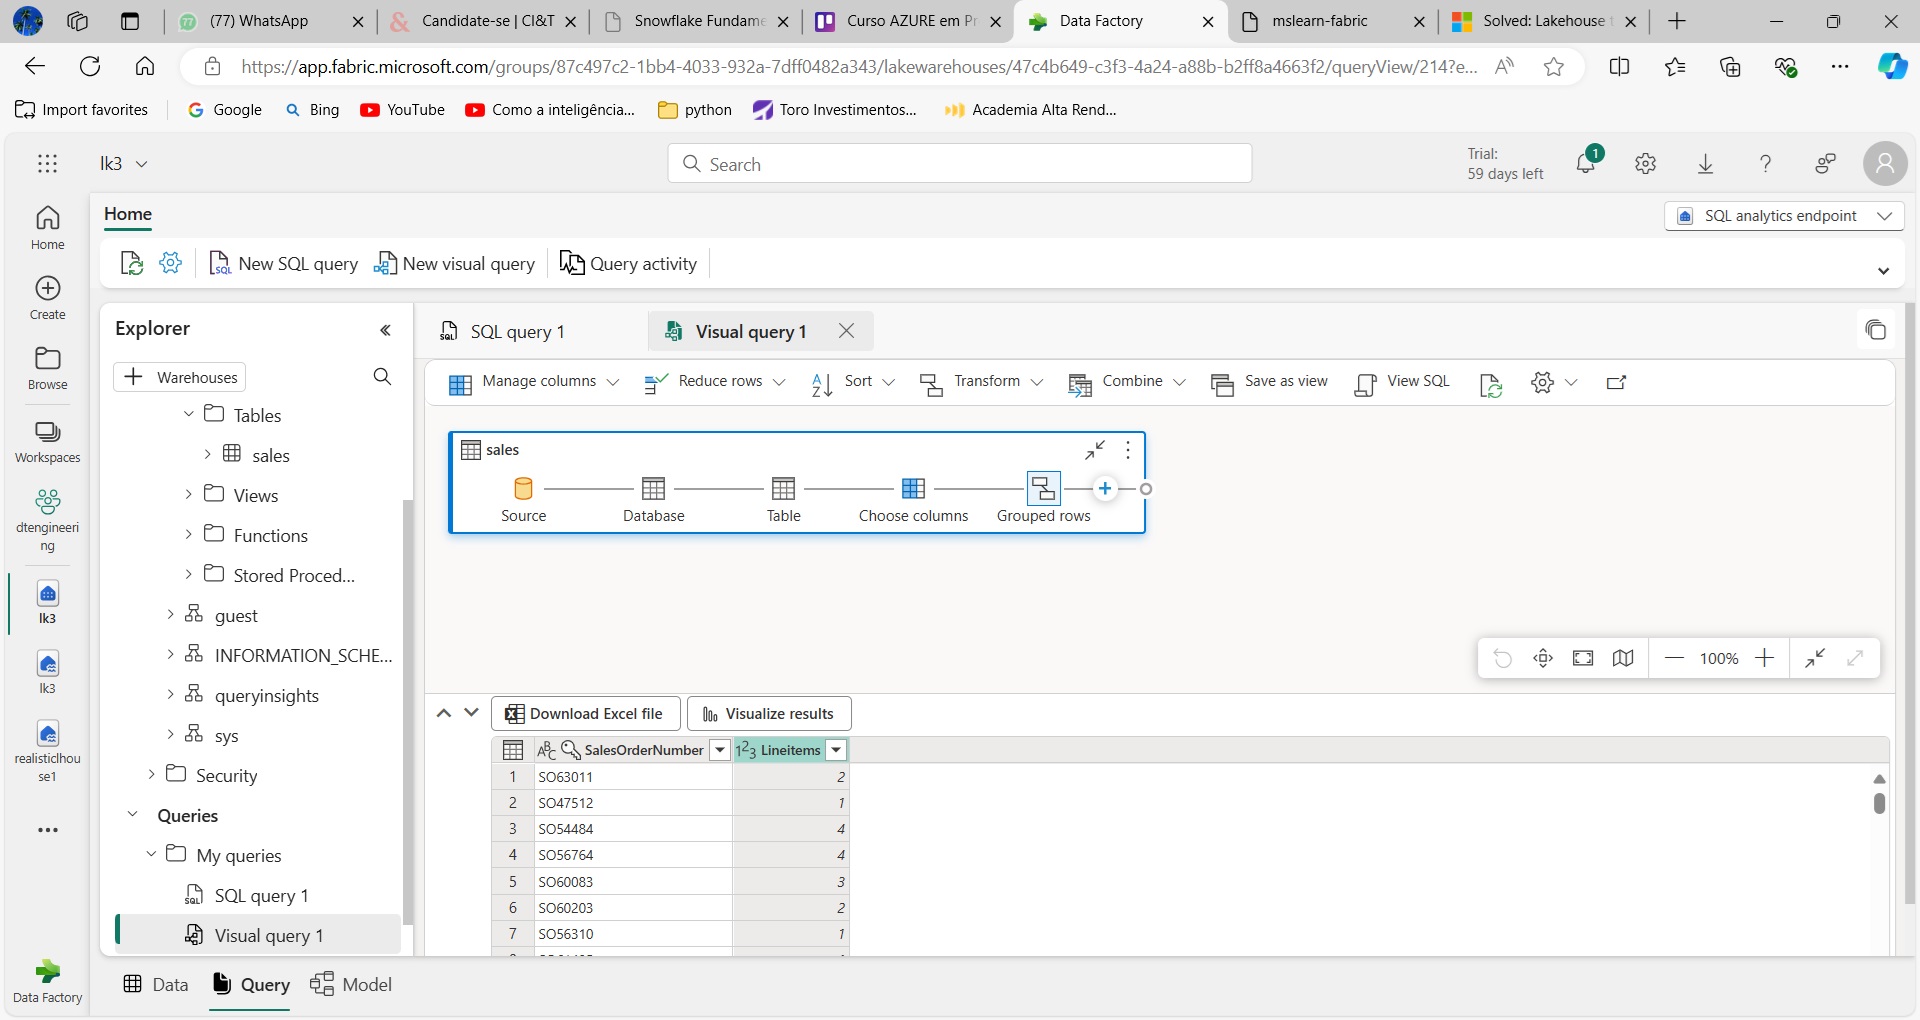 (77) WhatsApp
Candidate-se | CI&T
Snowflake Fundame
Curso AZURE em Pr
Data Factory
mslearn-fabric
Solved: Lakehouse t
https://app.fabric.microsoft.com/groups/87c497c2-1bb4-4033-932a-7dff0482a343/lakewarehouses/47c4b649-c3f3-4a24-a88b-b2ff8a4663f2/queryView/214?e...
Import favorites
Google
Bing
YouTube
Como a inteligência...
python
Toro Investimentos...
Academia Alta Rend...
lk3
Search
Trial:
59 days left
1
Home
SQL analytics endpoint
New SQL query
New visual query
Query activity
Home
Create
Browse
Workspaces
dtengineeri
ng
lk3
lk3
realisticlhou
se1
Data Factory
Explorer
Warehouses
Tables
sales
Views
Functions
Stored Proced...
guest
INFORMATION_SCHE...
queryinsights
sys
Security
Queries
My queries
SQL query 1
Visual query 1
SQL query 1
Visual query 1
Manage columns
Reduce rows
Sort
Transform
Combine
Save as view
View SQL
sales
Source
Database
Table
Choose columns
Grouped rows
100%
Download Excel file
Visualize results
SalesOrderNumber
Lineitems
1 SO63011 2
2 SO47512 1
3 SO54484 4
4 SO56764 4
5 SO60083 3
6 SO60203 2
7 SO56310 1
Data
Query
Model